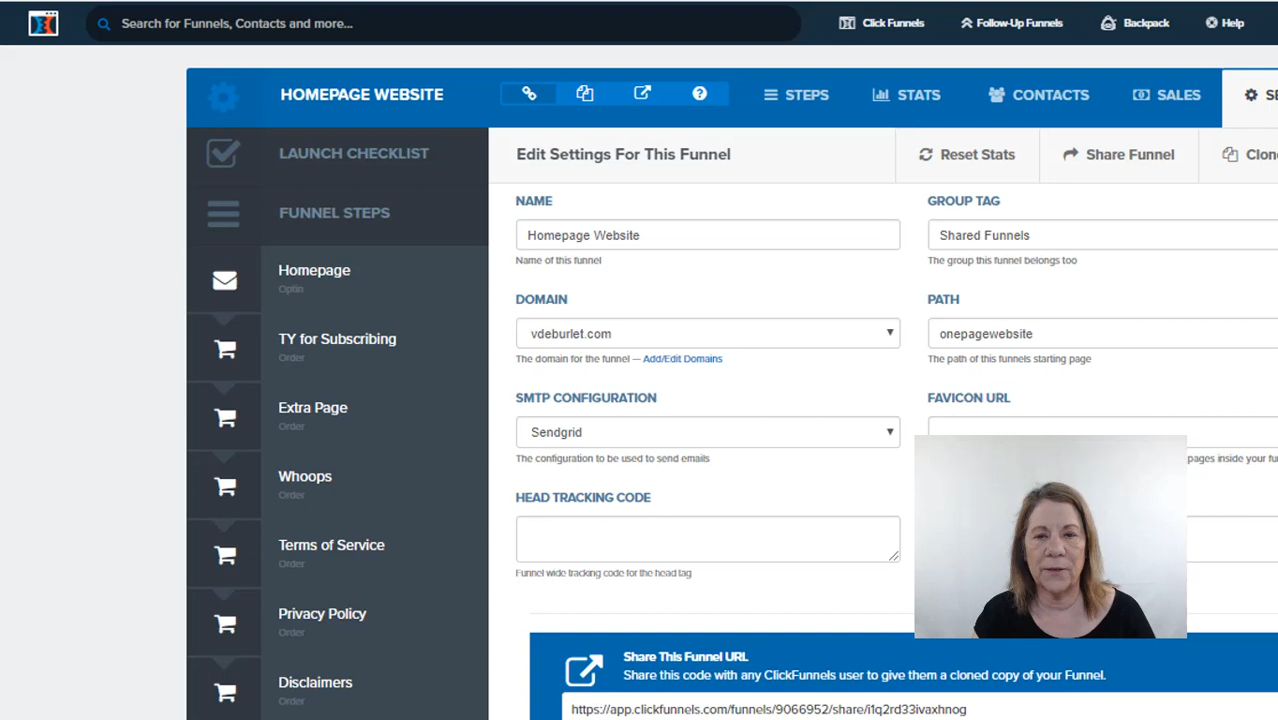 Search for Funnels, Contacts and more...
Click Funnels
Follow-Up Funnels
Backpack
Help
HOMEPAGE WEBSITE
STEPS
STATS
CONTACTS
SALES
LAUNCH CHECKLIST
FUNNEL STEPS
Homepage
Optin
TY for Subscribing
Order
Extra Page
Order
Whoops
Order
Terms of Service
Order
Privacy Policy
Order
Disclaimers
Order
Edit Settings For This Funnel
Reset Stats
Share Funnel
NAME
Homepage Website
Name of this funnel
GROUP TAG
Shared Funnels
The group this funnel belongs too
DOMAIN
vdeburlet.com
The domain for the funnel — Add/Edit Domains
PATH
onepagewebsite
The path of this funnels starting page
SMTP CONFIGURATION
Sendgrid
The configuration to be used to send emails
FAVICON URL
pages inside your
HEAD TRACKING CODE
Funnel wide tracking code for the head tag
Share This Funnel URL
Share this code with any ClickFunnels user to give them a cloned copy of your Funnel.
https://app.clickfunnels.com/funnels/9066952/share/i1q2rd33ivaxhnog